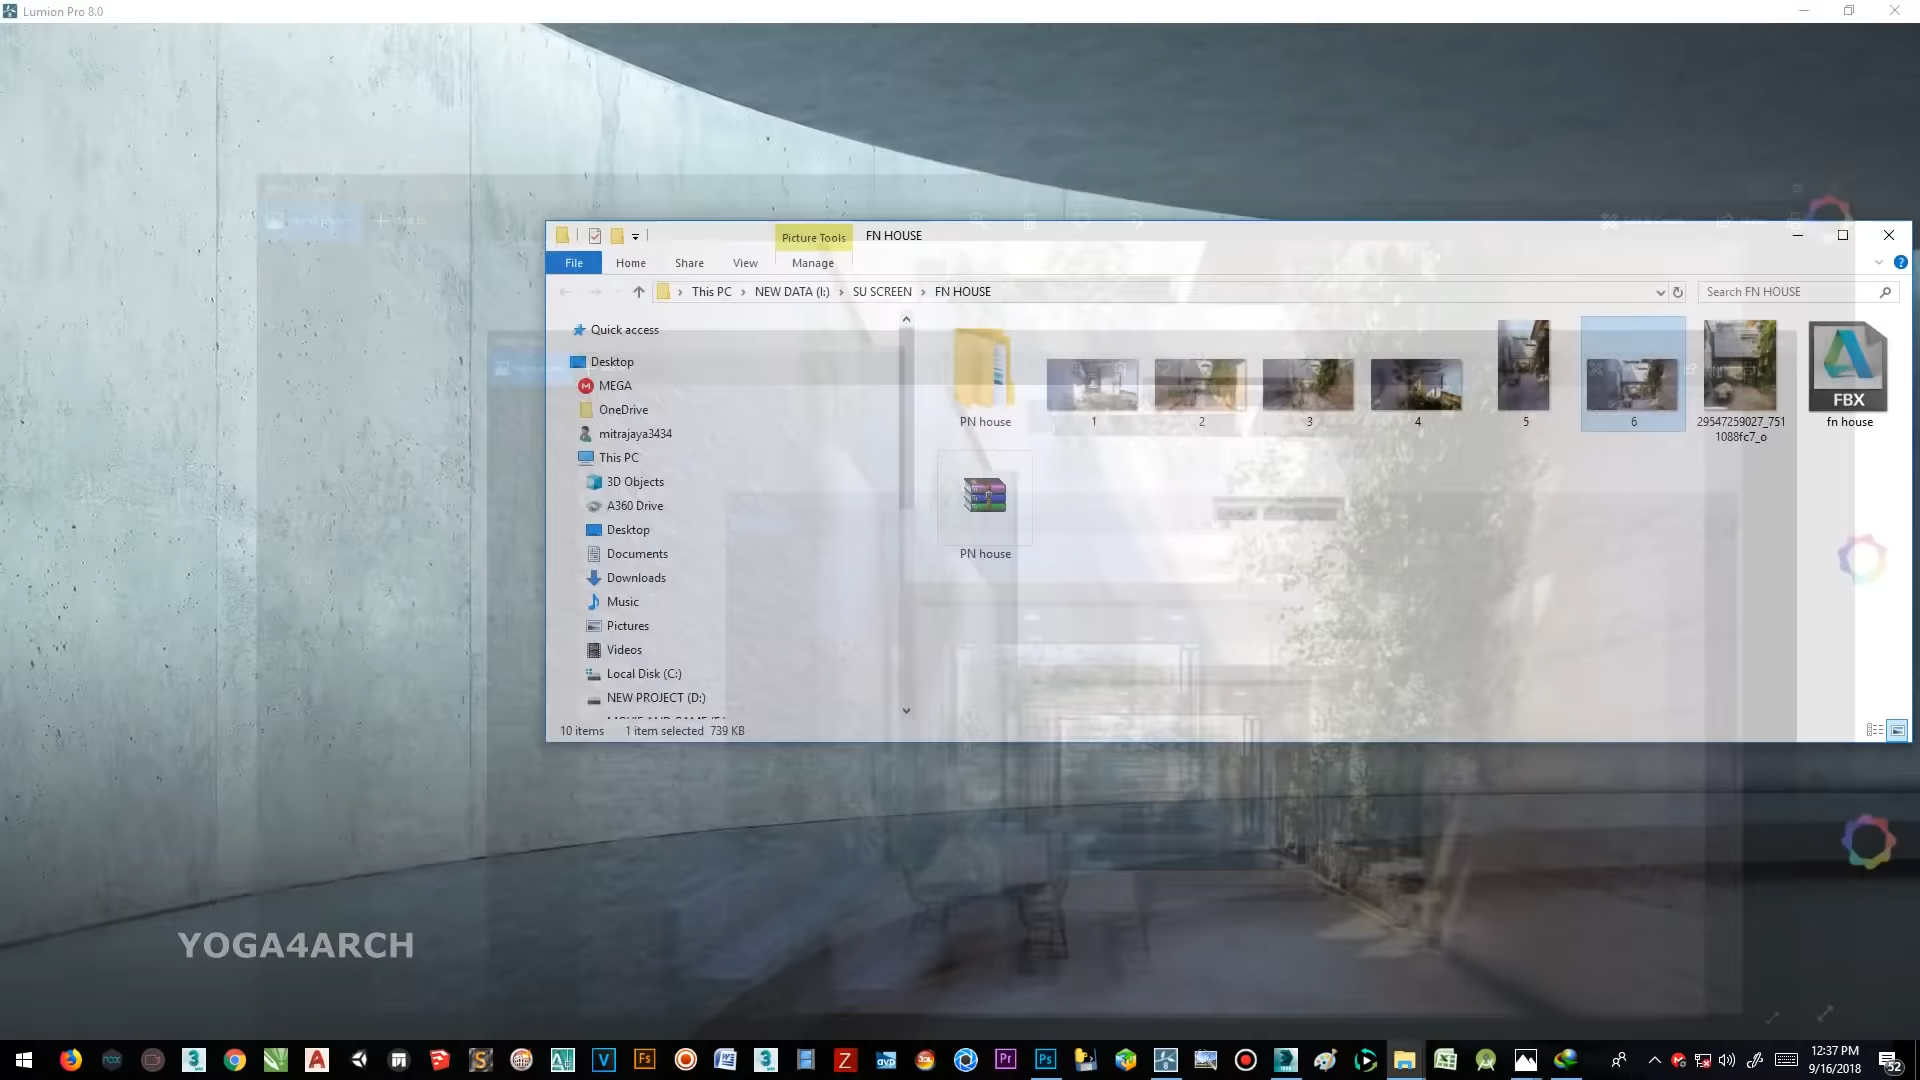 Lumion Pro 8.0
Picture Tools
FN HOUSE
File
Home
Share
View
Manage
This PC
NEW DATA (I:)
SU SCREEN
FN HOUSE
Search FN HOUSE
Quick access
Desktop
MEGA
OneDrive
mitrajaya3434
This PC
3D Objects
A360 Drive
Desktop
Documents
Downloads
Music
Pictures
Videos
Local Disk (C:)
NEW PROJECT (D:)
PN house
1
2
3
4
5
6
29547259027_751
1088fc7_o
FBX
fn house
PN house
10 items
1 item selected 739 KB
YOGA4ARCH
12:37 PM
9/16/2018
52